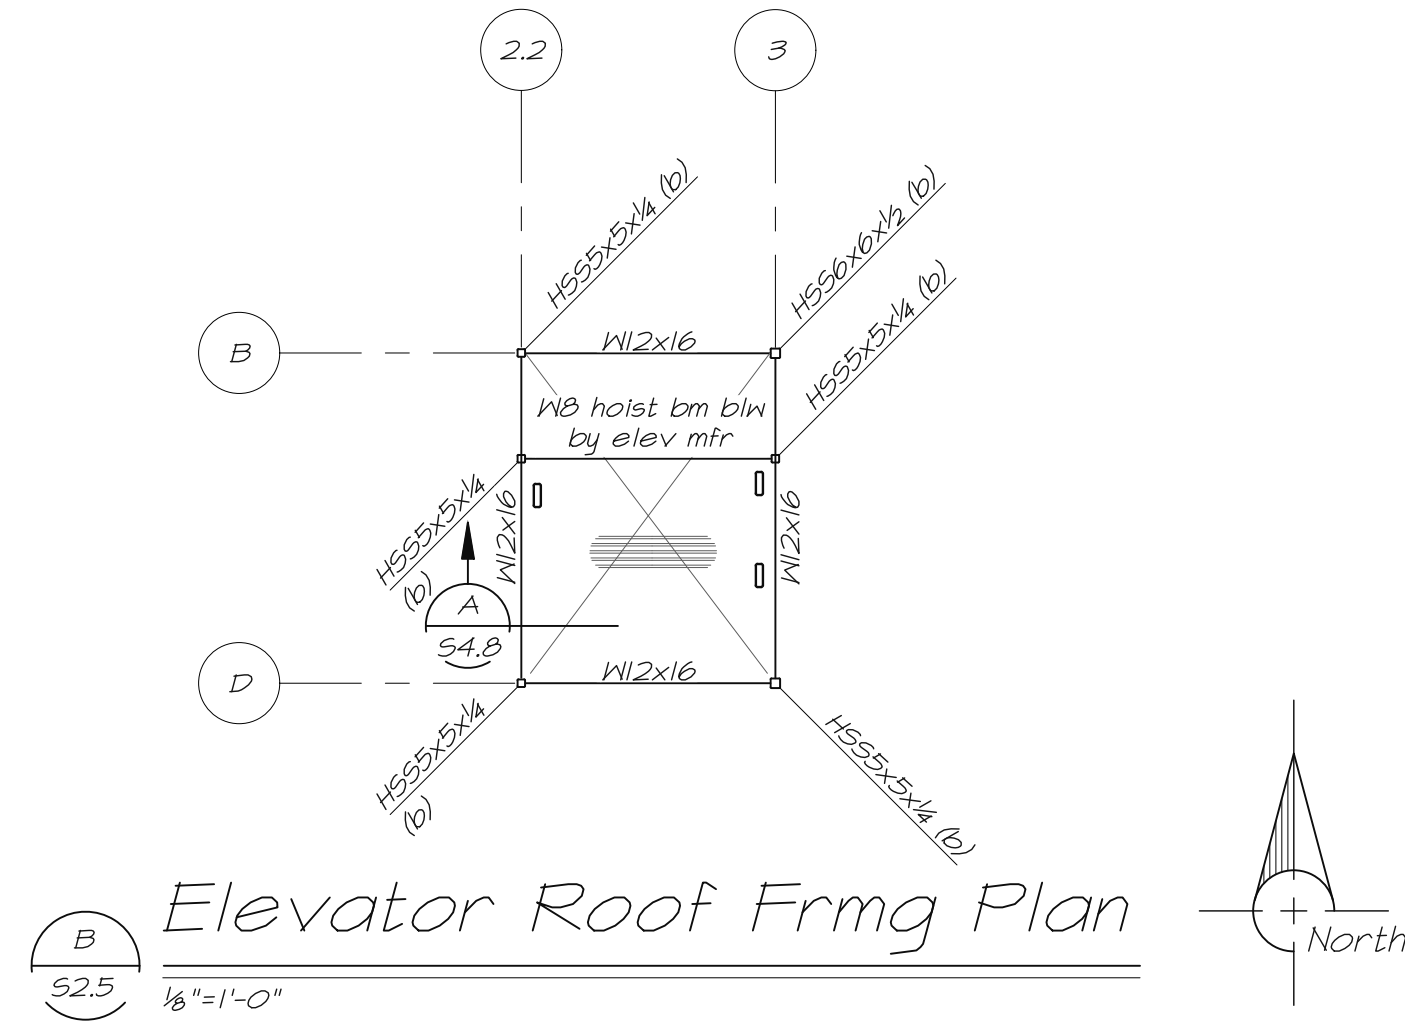 2.2
3
HSS5x5x¼ (b)
HSS6x6x½ (b)
HSS5x5x¼ (b)
B
W12x16
W8 hoist bm blw
by elev mfr
HSS5x5x¼
(b)
W12x16
W12x16
A
S4.8
D
W12x16
HSS5x5x¼
(b)
HSS5x5x¼ (b)
Elevator Roof Frmg Plan
B
S2.5
⅛"=1'-0"
North